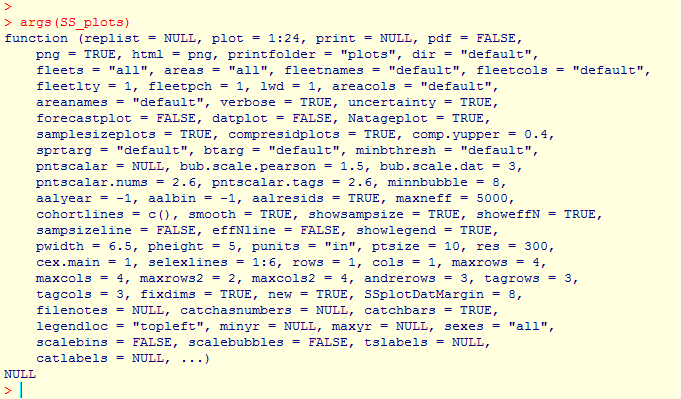 >
> args(SS_plots)
function (replist = NULL, plot = 1:24, print = NULL, pdf = FALSE,
    png = TRUE, html = png, printfolder = "plots", dir = "default",
    fleets = "all", areas = "all", fleetnames = "default", fleetcols = "default",
    fleetlty = 1, fleetpch = 1, lwd = 1, areacols = "default",
    areanames = "default", verbose = TRUE, uncertainty = TRUE,
    forecastplot = FALSE, datplot = FALSE, Natageplot = TRUE,
    samplesizeplots = TRUE, compresidplots = TRUE, comp.yupper = 0.4,
    sprtarg = "default", btarg = "default", minbthresh = "default",
    pntscalar = NULL, bub.scale.pearson = 1.5, bub.scale.dat = 3,
    pntscalar.nums = 2.6, pntscalar.tags = 2.6, minnbubble = 8,
    aalyear = -1, aalbin = -1, aalresids = TRUE, maxneff = 5000,
    cohortlines = c(), smooth = TRUE, showsampsize = TRUE, showeffN = TRUE,
    sampsizeline = FALSE, effNline = FALSE, showlegend = TRUE,
    pwidth = 6.5, pheight = 5, punits = "in", ptsize = 10, res = 300,
    cex.main = 1, selexlines = 1:6, rows = 1, cols = 1, maxrows = 4,
    maxcols = 4, maxrows2 = 2, maxcols2 = 4, andrerows = 3, tagrows = 3,
    tagcols = 3, fixdims = TRUE, new = TRUE, SSplotDatMargin = 8,
    filenotes = NULL, catchasnumbers = NULL, catchbars = TRUE,
    legendloc = "topleft", minyr = NULL, maxyr = NULL, sexes = "all",
    scalebins = FALSE, scalebubbles = FALSE, tslabels = NULL,
    catlabels = NULL, ...)
NULL
>